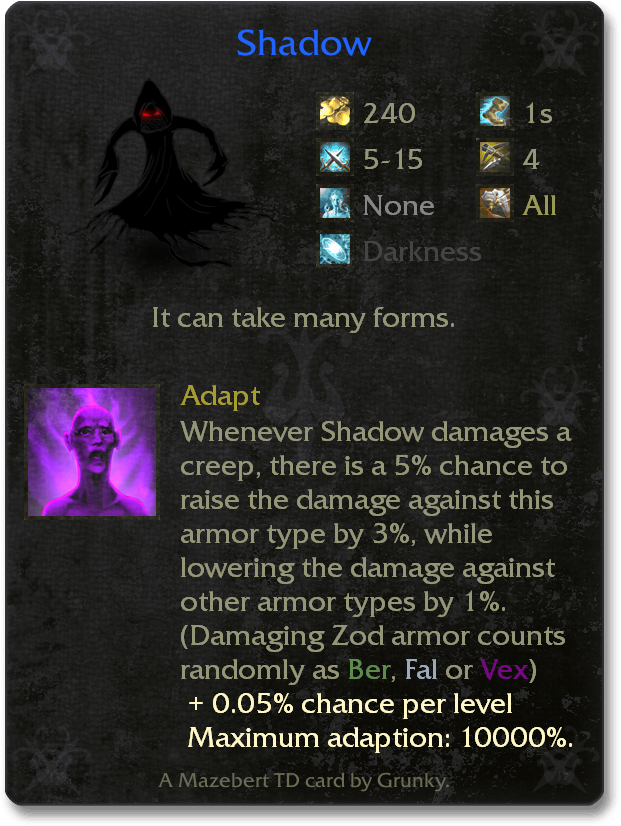 Shadow
240
1s
5-15
4
None
All
Darkness
It can take many forms.
Adapt
Whenever Shadow damages a
creep, there is a 5% chance to
raise the damage against this
armor type by 3%, while
lowering the damage against
other armor types by 1%.
(Damaging Zod armor counts
randomly as Ber, Fal or Vex)
+ 0.05% chance per level
Maximum adaption: 10000%.
A Mazebert TD card by Grunky.